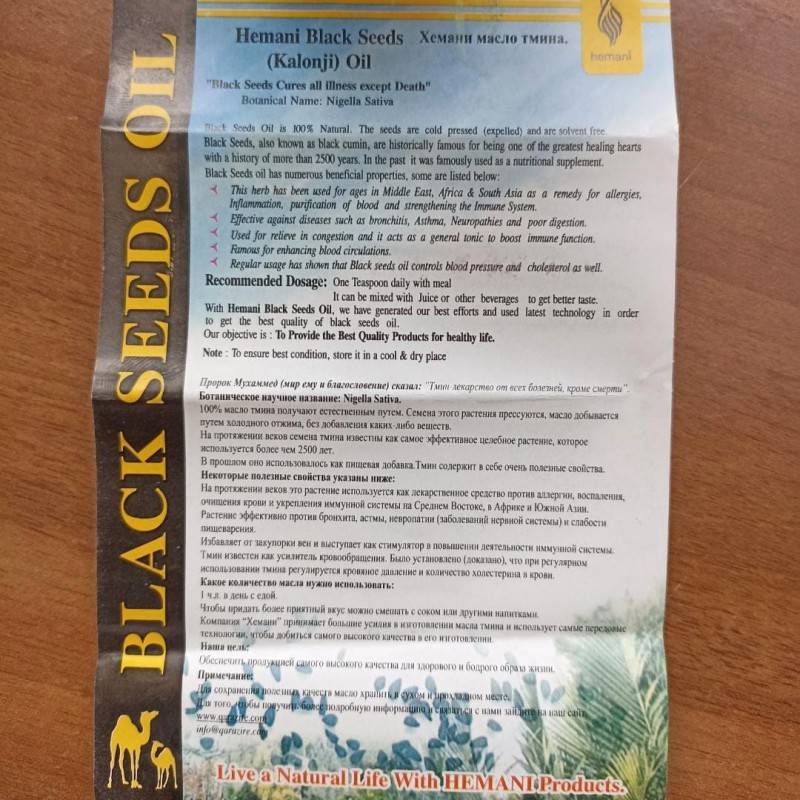 BLACK SEEDS OIL
Hemani Black Seeds Хемани масло тмина.
(Kalonji) Oil
hemani
"Black Seeds Cures all illness except Death"
Botanical Name: Nigella Sativa
Black Seeds Oil is 100% Natural. The seeds are cold pressed (expelled) and are solvent free.
Black Seeds, also known as black cumin, are historically famous for being one of the greatest healing hearts
with a history of more than 2500 years. In the past it was famously used as a nutritional supplement.
Black Seeds oil has numerous beneficial properties, some are listed below:
This herb has been used for ages in Middle East, Africa & South Asia as a remedy for allergies,
Inflammation, purification of blood and strengthening the Immune System.
Effective against diseases such as bronchitis, Asthma, Neuropathies and poor digestion.
Used for relieve in congestion and it acts as a general tonic to boost immune function.
Famous for enhancing blood circulations.
Regular usage has shown that Black seeds oil controls blood pressure and cholesterol as well.
Recommended Dosage: One Teaspoon daily with meal
It can be mixed with Juice or other beverages to get better taste.
With Hemani Black Seeds Oil, we have generated our best efforts and used latest technology in order
to get the best quality of black seeds oil.
Our objective is : To Provide the Best Quality Products for healthy life.
Note : To ensure best condition, store it in a cool & dry place
Пророк Мухаммед (мир ему и благословение) сказал: "Тмин-лекарство от всех болезней, кроме смерти".
Ботаническое научное название: Nigella Sativa.
100% масло тмина получают естественным путем. Семена этого растения прессуются, масло добывается
путем холодного отжима, без добавления каких-либо веществ.
На протяжении веков семена тмина известны как самое эффективное целебное растение, которое
используется более чем 2500 лет.
В прошлом оно использовалось как пищевая добавка.Тмин содержит в себе очень полезные свойства.
Некоторые полезные свойства указаны ниже:
На протяжении веков это растение используется как лекарственное средство против аллергии, воспаления,
очищения крови и укрепления иммунной системы на Среднем Востоке, в Африке и Южной Азии.
Растение эффективно против бронхита, астмы, невропатии (заболеваний нервной системы) и слабости
пищеварения.
Избавляет от закупорки вен и выступает как стимулятор в повышении деятельности иммунной системы.
Тмин известен как усилитель кровообращения. Было установлено (доказано), что при регулярном
использовании тмина регулируется кровяное давление и количество холестерина в крови.
Какое количество масла нужно использовать:
1 ч.л. в день с едой.
Чтобы придать более приятный вкус можно смешать с соком или другими напитками.
Компания "Хемани" принимает большие усилия в изготовлении масла тмина и использует самые передовые
технологии, чтобы добиться самого высокого качества в его изготовлении.
Наша цель:
Обеспечить продукцией самого высокого качества для здорового и бодрого образа жизни.
Примечание:
Для сохранения полезных качеств масло хранить в сухом и прохладном месте.
Для того, чтобы получить более подробную информацию и связаться с нами зайдите на наш сайт
www.qarazire.com
info@qarazire.com
Live a Natural Life With HEMANI Products.